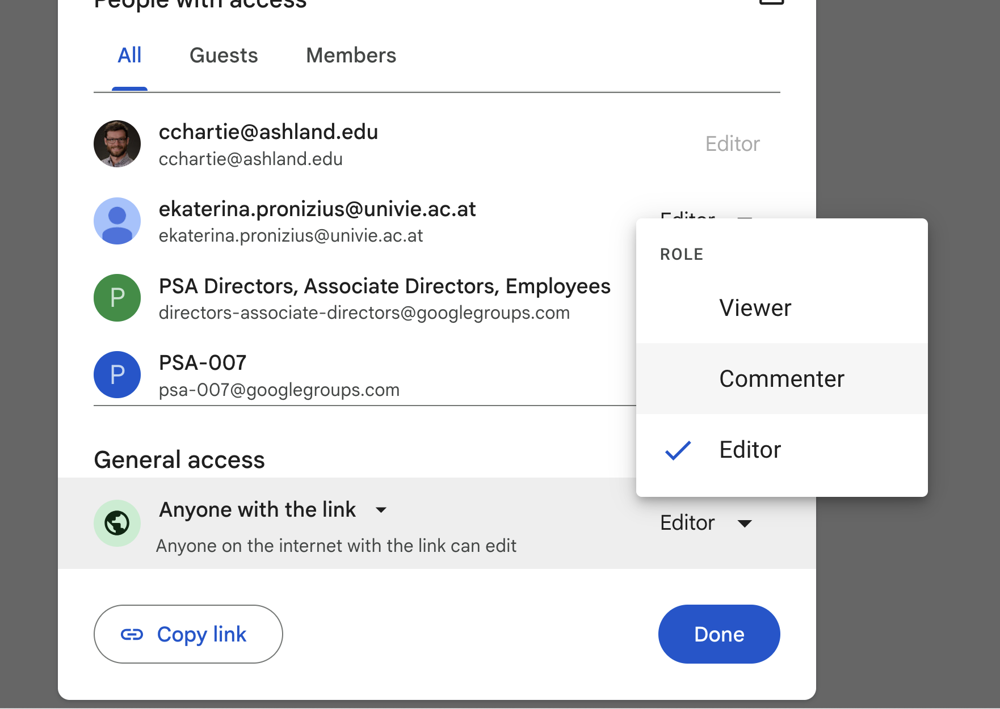 People with access
All
Guests
Members
cchartie@ashland.edu
cchartie@ashland.edu
Editor
ekaterina.pronizius@univie.ac.at
ekaterina.pronizius@univie.ac.at
Editor
PSA Directors, Associate Directors, Employees
directors-associate-directors@googlegroups.com
P
PSA-007
psa-007@googlegroups.com
P
ROLE
Viewer
Commenter
Editor
General access
Anyone with the link
Anyone on the internet with the link can edit
Editor
Copy link
Done